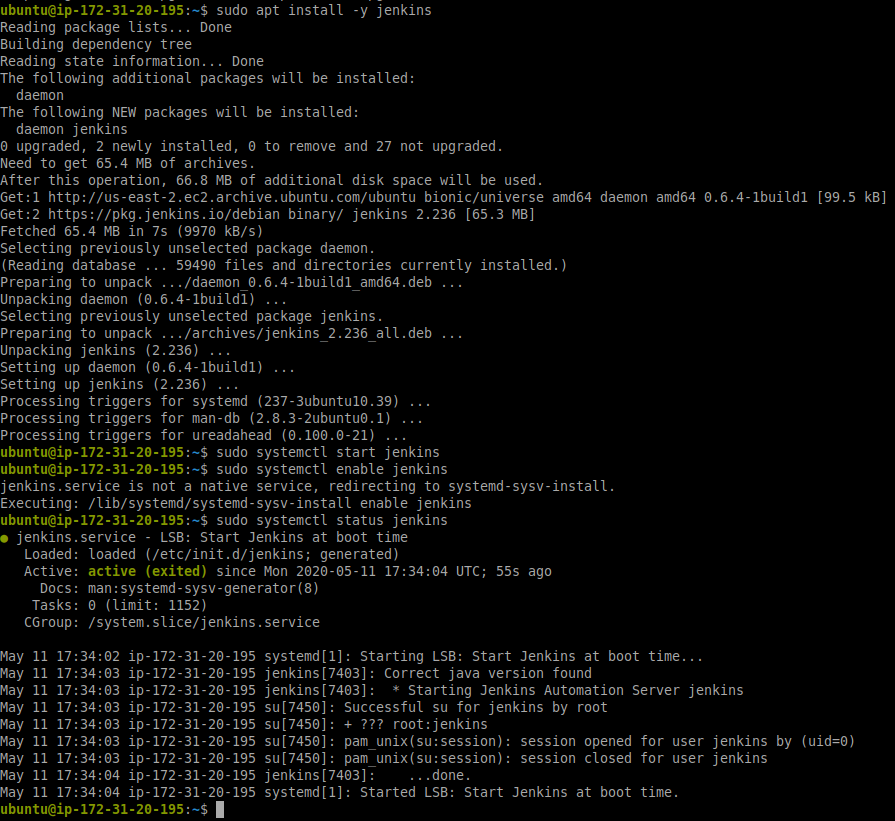 ubuntu@ip-172-31-20-195:~$ sudo apt install -y jenkins
Reading package lists... Done
Building dependency tree
Reading state information... Done
The following additional packages will be installed:
  daemon
The following NEW packages will be installed:
  daemon jenkins
0 upgraded, 2 newly installed, 0 to remove and 27 not upgraded.
Need to get 65.4 MB of archives.
After this operation, 66.8 MB of additional disk space will be used.
Get:1 http://us-east-2.ec2.archive.ubuntu.com/ubuntu bionic/universe amd64 daemon amd64 0.6.4-1build1 [99.5 kB]
Get:2 https://pkg.jenkins.io/debian binary/ jenkins 2.236 [65.3 MB]
Fetched 65.4 MB in 7s (9970 kB/s)
Selecting previously unselected package daemon.
(Reading database ... 59490 files and directories currently installed.)
Preparing to unpack .../daemon_0.6.4-1build1_amd64.deb ...
Unpacking daemon (0.6.4-1build1) ...
Selecting previously unselected package jenkins.
Preparing to unpack .../archives/jenkins_2.236_all.deb ...
Unpacking jenkins (2.236) ...
Setting up daemon (0.6.4-1build1) ...
Setting up jenkins (2.236) ...
Processing triggers for systemd (237-3ubuntu10.39) ...
Processing triggers for man-db (2.8.3-2ubuntu0.1) ...
Processing triggers for ureadahead (0.100.0-21) ...
ubuntu@ip-172-31-20-195:~$ sudo systemctl start jenkins
ubuntu@ip-172-31-20-195:~$ sudo systemctl enable jenkins
jenkins.service is not a native service, redirecting to systemd-sysv-install.
Executing: /lib/systemd/systemd-sysv-install enable jenkins
ubuntu@ip-172-31-20-195:~$ sudo systemctl status jenkins
● jenkins.service - LSB: Start Jenkins at boot time
   Loaded: loaded (/etc/init.d/jenkins; generated)
   Active: active (exited) since Mon 2020-05-11 17:34:04 UTC; 55s ago
     Docs: man:systemd-sysv-generator(8)
    Tasks: 0 (limit: 1152)
   CGroup: /system.slice/jenkins.service

May 11 17:34:02 ip-172-31-20-195 systemd[1]: Starting LSB: Start Jenkins at boot time...
May 11 17:34:03 ip-172-31-20-195 jenkins[7403]: Correct java version found
May 11 17:34:03 ip-172-31-20-195 jenkins[7403]:  * Starting Jenkins Automation Server jenkins
May 11 17:34:03 ip-172-31-20-195 su[7450]: Successful su for jenkins by root
May 11 17:34:03 ip-172-31-20-195 su[7450]: + ??? root:jenkins
May 11 17:34:03 ip-172-31-20-195 su[7450]: pam_unix(su:session): session opened for user jenkins by (uid=0)
May 11 17:34:03 ip-172-31-20-195 su[7450]: pam_unix(su:session): session closed for user jenkins
May 11 17:34:04 ip-172-31-20-195 jenkins[7403]:    ...done.
May 11 17:34:04 ip-172-31-20-195 systemd[1]: Started LSB: Start Jenkins at boot time.
ubuntu@ip-172-31-20-195:~$